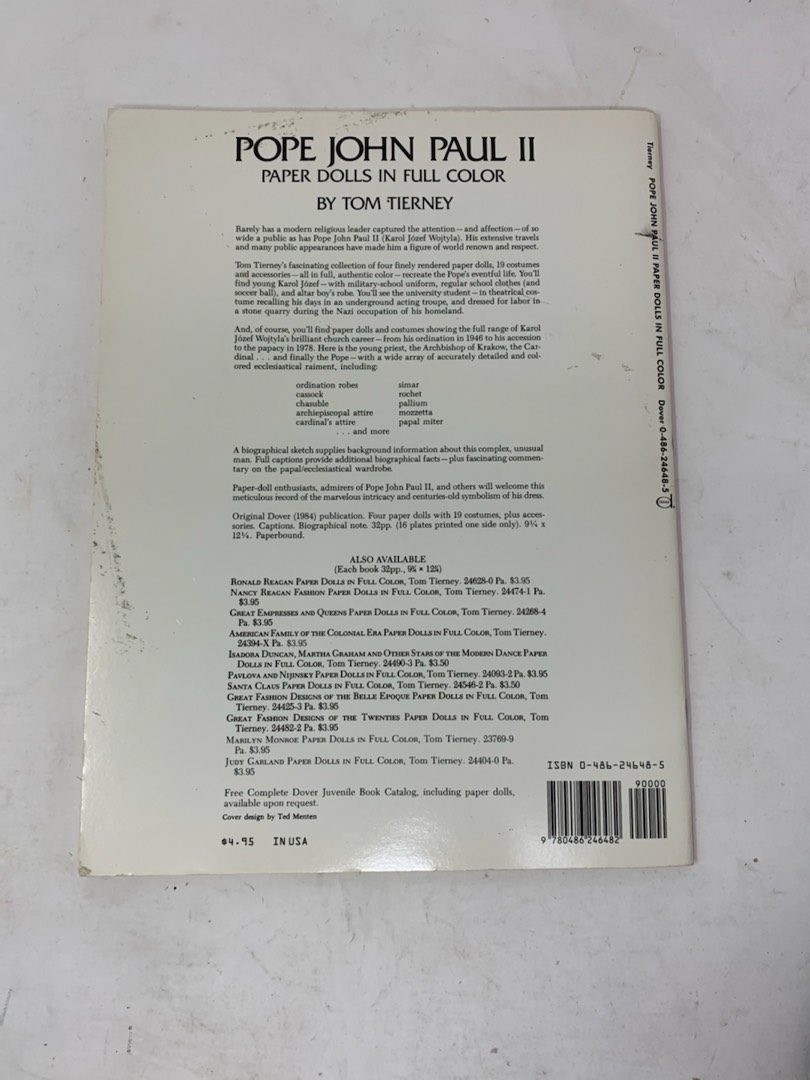 POPE JOHN PAUL II
PAPER DOLLS IN FULL COLOR
BY TOM TIERNEY
Rarely has a modern religious leader captured the attention—and affection—of so
wide a public as has Pope John Paul II (Karol Józef Wojtyla). His extensive travels
and many public appearances have made him a figure of world renown and respect.
Tom Tierney's fascinating collection of four finely rendered paper dolls, 19 costumes
and accessories—all in full, authentic color—recreate the Pope's eventful life. You'll
find young Karol Józef—with military-school uniform, regular school clothes (and
soccer ball), and altar boy's robe. You'll see the university student—in theatrical cos-
tume recalling his days in an underground acting troupe, and dressed for labor in
a stone quarry during the Nazi occupation of his homeland.
And, of course, you'll find paper dolls and costumes showing the full range of Karol
Józef Wojtyla's brilliant church career—from his ordination in 1946 to his accession
to the papacy in 1978. Here is the young priest, the Archbishop of Krakow, the Car-
dinal . . . and finally the Pope—with a wide array of accurately detailed and col-
ored ecclesiastical raiment, including:
ordination robes simar
cassock rochet
chasuble pallium
archiepiscopal attire mozzetta
cardinal's attire papal miter
. . . and more
A biographical sketch supplies background information about this complex, unusual
man. Full captions provide additional biographical facts—plus fascinating commen-
tary on the papal/ecclesiastical wardrobe.
Paper-doll enthusiasts, admirers of Pope John Paul II, and others will welcome this
meticulous record of the marvelous intricacy and centuries-old symbolism of his dress.
Original Dover (1984) publication. Four paper dolls with 19 costumes, plus acces-
sories. Captions. Biographical note. 32pp. (16 plates printed one side only). 9¼ x
12¼. Paperbound.
ALSO AVAILABLE
(Each book 32pp., 9¼ × 12¼)
RONALD REAGAN PAPER DOLLS IN FULL COLOR, Tom Tierney. 24628-0 Pa. $3.95
NANCY REAGAN FASHION PAPER DOLLS IN FULL COLOR, Tom Tierney. 24474-1 Pa.
$3.95
GREAT EMPRESSES AND QUEENS PAPER DOLLS IN FULL COLOR, Tom Tierney. 24268-4
Pa. $3.95
AMERICAN FAMILY OF THE COLONIAL ERA PAPER DOLLS IN FULL COLOR, Tom Tierney.
24394-X Pa. $3.95
ISADORA DUNCAN, MARTHA GRAHAM AND OTHER STARS OF THE MODERN DANCE PAPER
DOLLS IN FULL COLOR, Tom Tierney. 24490-3 Pa. $3.50
PAVLOVA AND NIJINSKY PAPER DOLLS IN FULL COLOR, Tom Tierney. 24093-2 Pa. $3.95
SANTA CLAUS PAPER DOLLS IN FULL COLOR, Tom Tierney. 24546-2 Pa. $3.50
GREAT FASHION DESIGNS OF THE BELLE EPOQUE PAPER DOLLS IN FULL COLOR, Tom
Tierney. 24425-3 Pa. $3.95
GREAT FASHION DESIGNS OF THE TWENTIES PAPER DOLLS IN FULL COLOR, Tom
Tierney. 24482-2 Pa. $3.95
MARILYN MONROE PAPER DOLLS IN FULL COLOR, Tom Tierney. 23769-9
Pa. $3.95
JUDY GARLAND PAPER DOLLS IN FULL COLOR, Tom Tierney. 24404-0 Pa.
$3.95
Free Complete Dover Juvenile Book Catalog, including paper dolls,
available upon request.
Cover design by Ted Menten
$4.95 IN USA
ISBN 0-486-24648-5
90000
9 780486 246482
Tierney POPE JOHN PAUL II PAPER DOLLS IN FULL COLOR Dover 0-486-24648-5